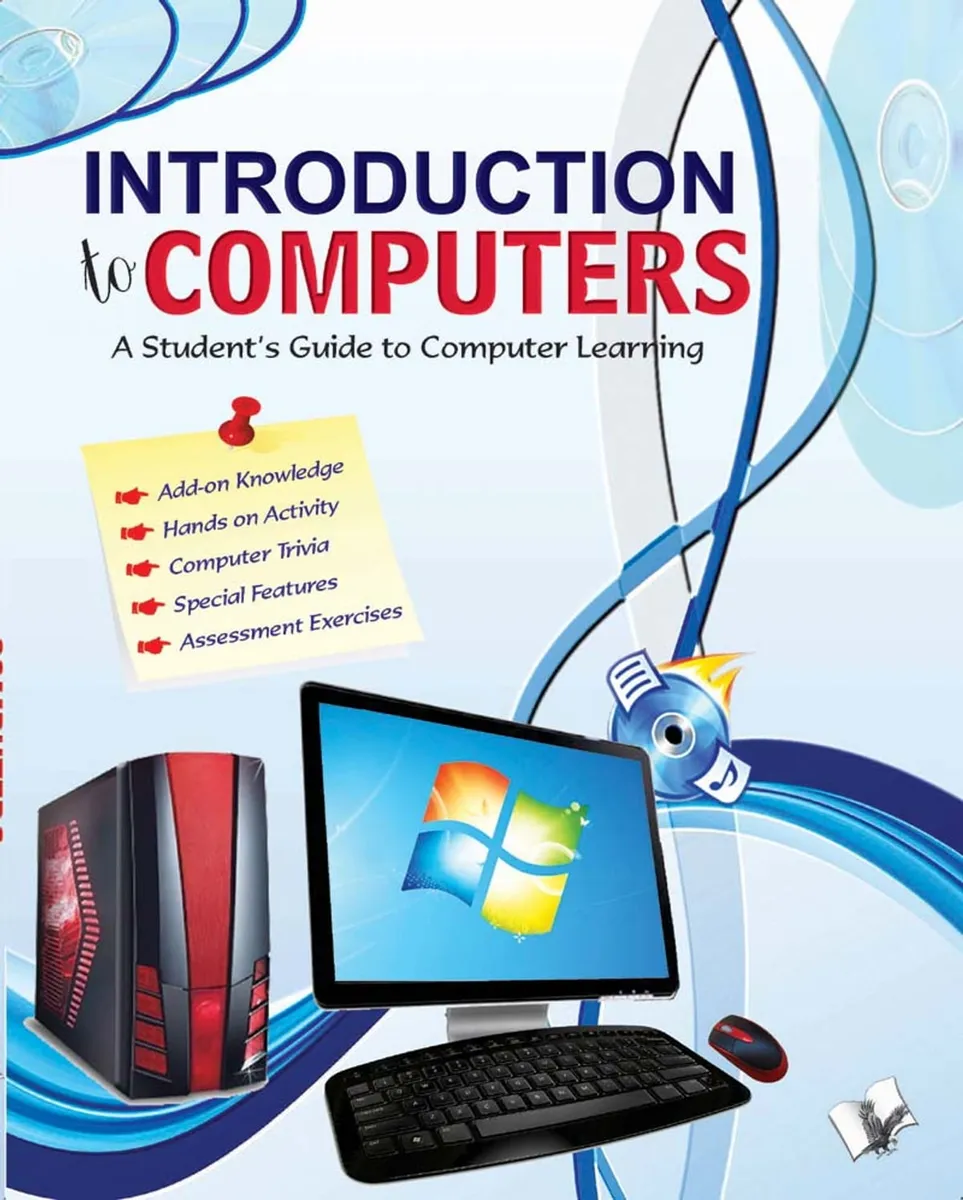 INTRODUCTION
to COMPUTERS
A Student's Guide to Computer Learning
Add-on Knowledge
Hands on Activity
Computer Trivia
Special Features
Assessment Exercises